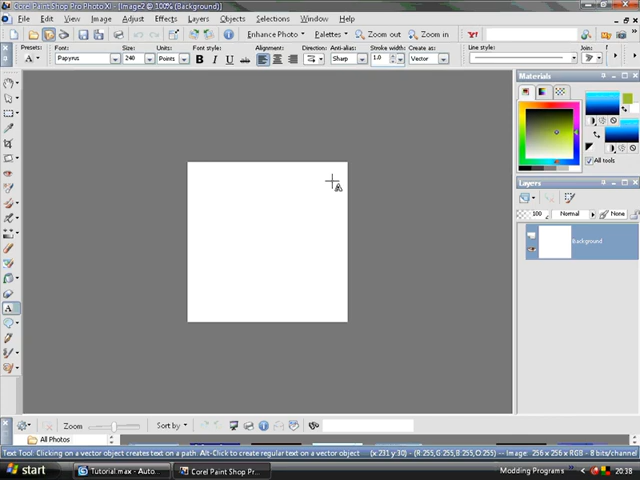 Corel Paint Shop Pro Photo XI - [Image2 @ 100% (Background)]
File Edit View Image Adjust Effects Layers Objects Selections Window Help
Enhance Photo Palettes Zoom out Zoom in
Presets: Font: Size: Units: Font style: Alignment: Direction: Anti-alias: Stroke width: Create as: Line style: Join:
A Papyrus 240 Points B I U A Sharp 1.0 Vector
Materials
All tools
Layers
100 Normal None
Background
A
Zoom Sort by
All Photos
Text Tool: Clicking on a vector object creates text on a path. Alt-Click to create regular text on a vector object. (x:231 y:30) - (R:255,G:255,B:255,O:255) -- Image: 256 x 256 x RGB - 8 bits/channel
start Tutorial.max - Auto... Corel Paint Shop Pr... Modding Programs 20:38